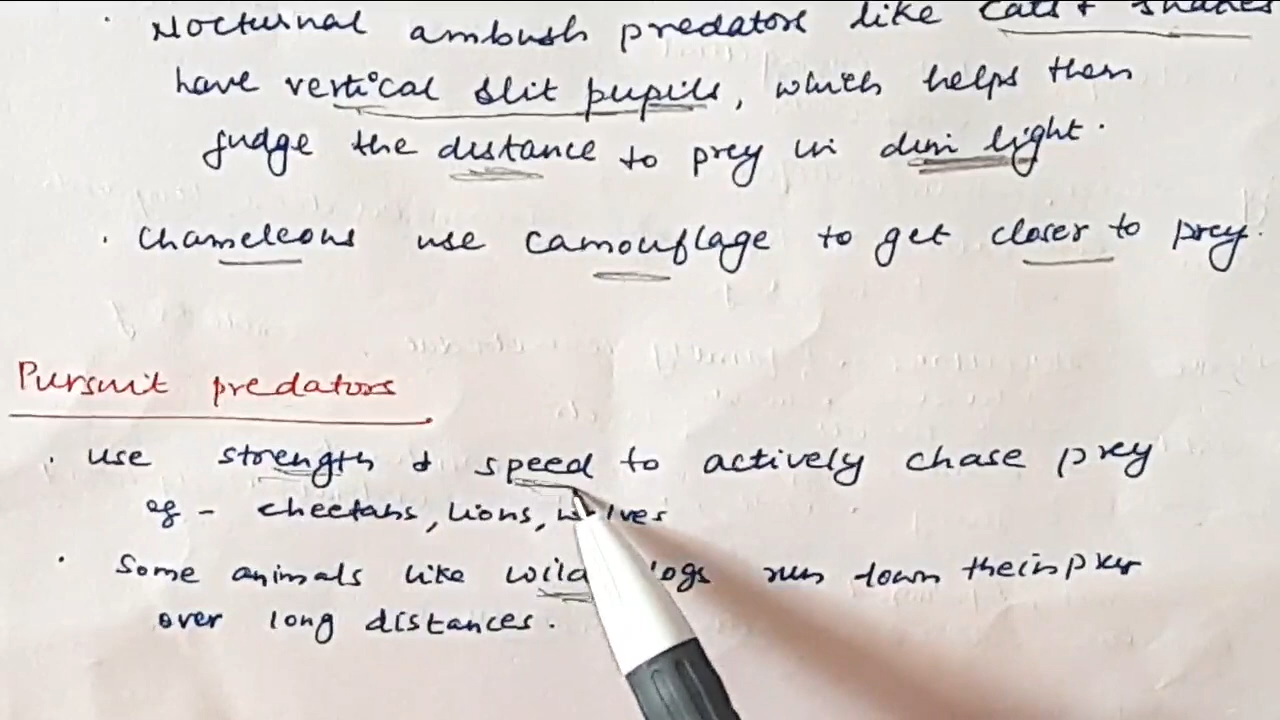 · Nocturnal ambush predators like cats & snakes
have vertical slit pupils, which helps them
judge the distance to prey in dim light.
· Chameleons use camouflage to get closer to prey.
Pursuit predators
· Use strength & speed to actively chase prey
eg - cheetahs, lions, wolves
· Some animals like wild dogs run down their prey
over long distances.